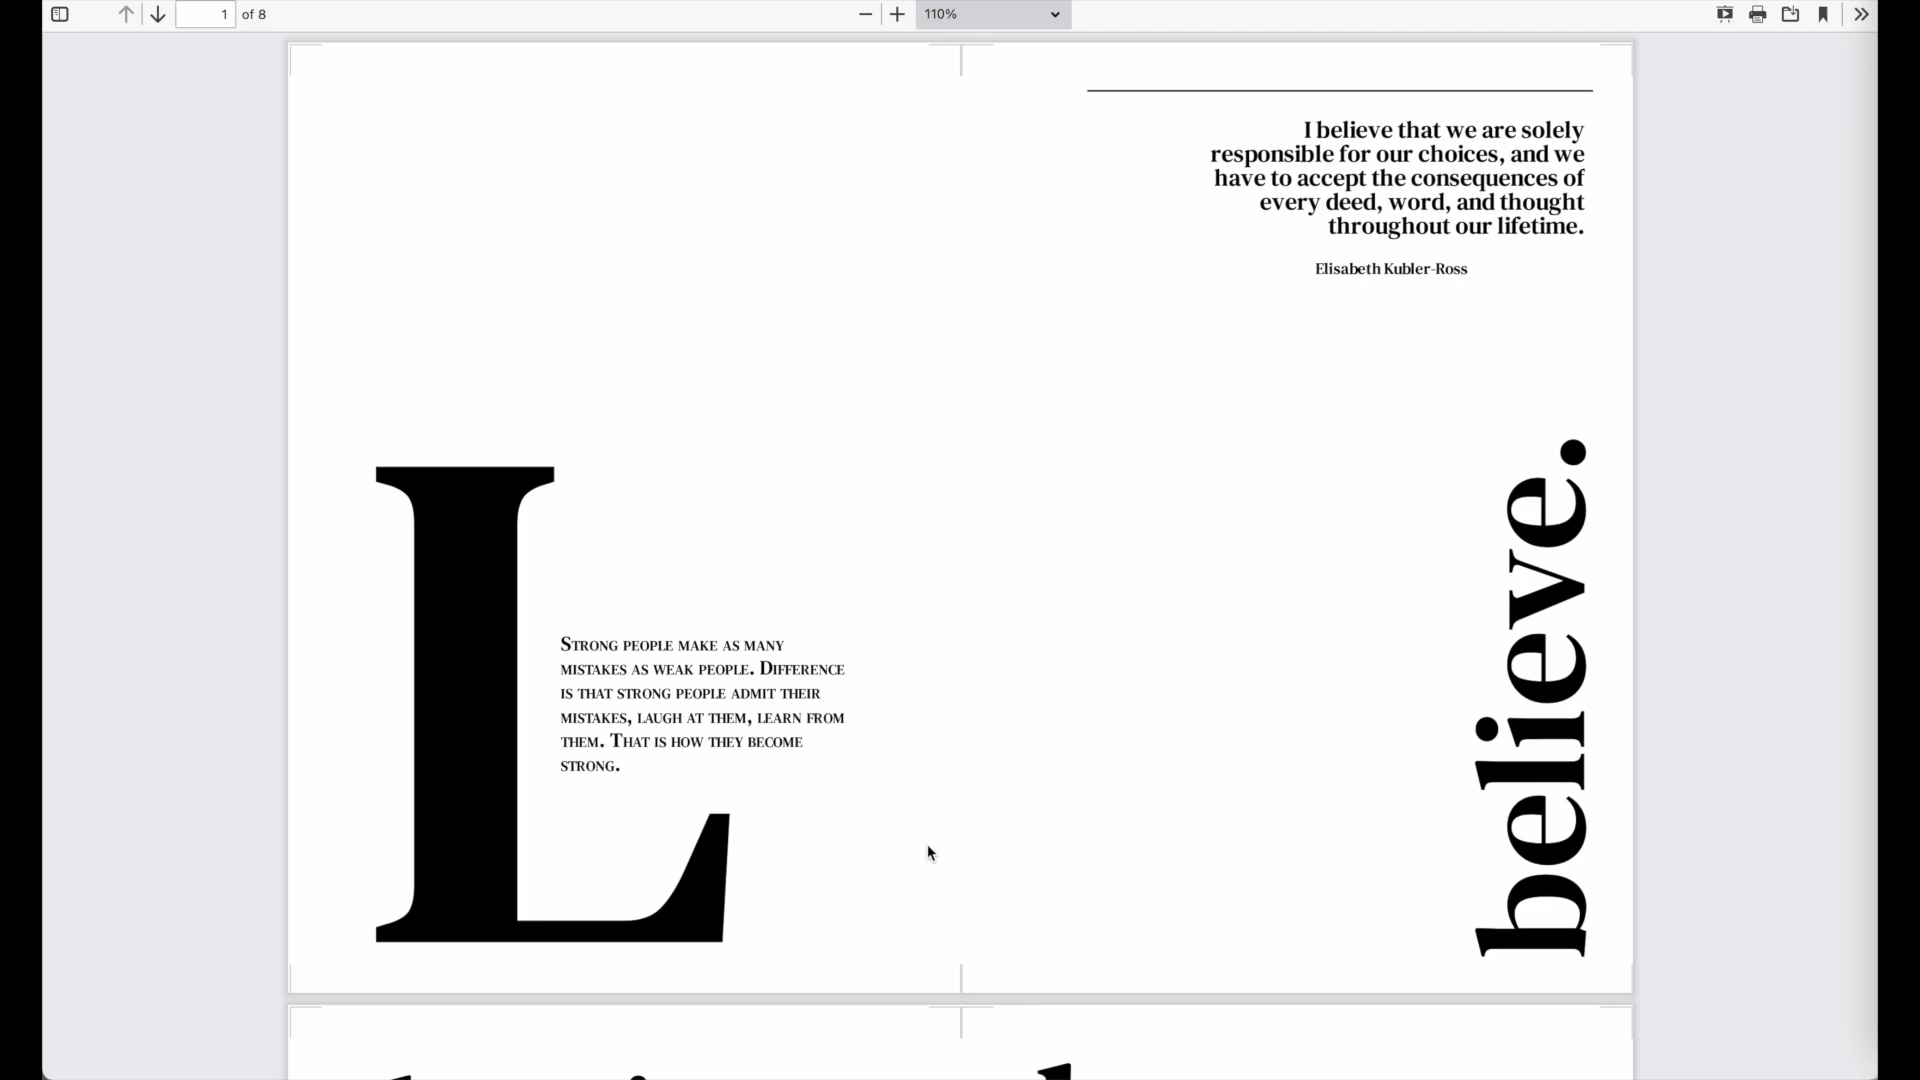 1 of 8
110%
I believe that we are solely
responsible for our choices, and we
have to accept the consequences of
every deed, word, and thought
throughout our lifetime.
Elisabeth Kubler-Ross
L
Strong people make as many
mistakes as weak people. Difference
is that strong people admit their
mistakes, laugh at them, learn from
them. That is how they become
strong.
believe.